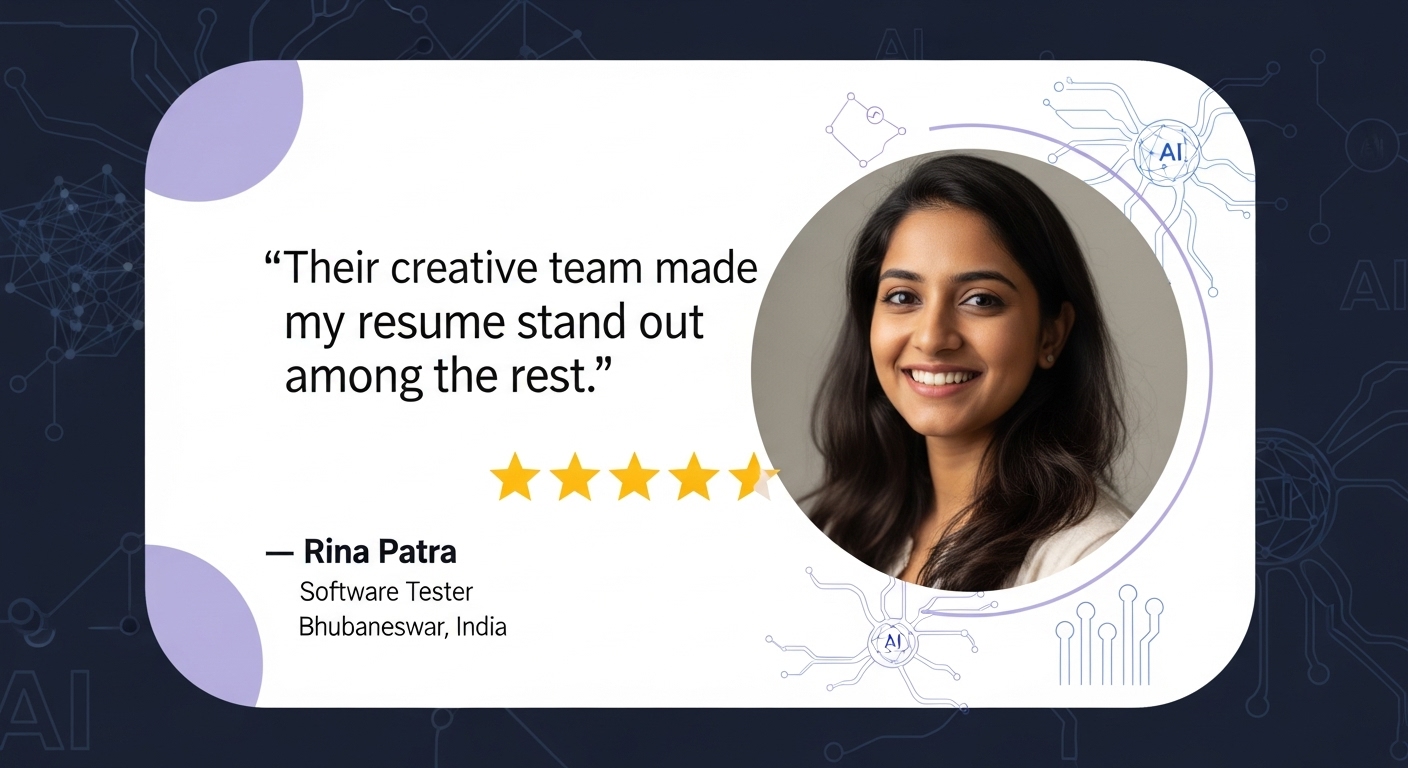 AI
AI
“Their creative team made
my resume stand out
among the rest.”
AI
— Rina Patra
Software Tester
Bhubaneswar, India
AI
AI
AI